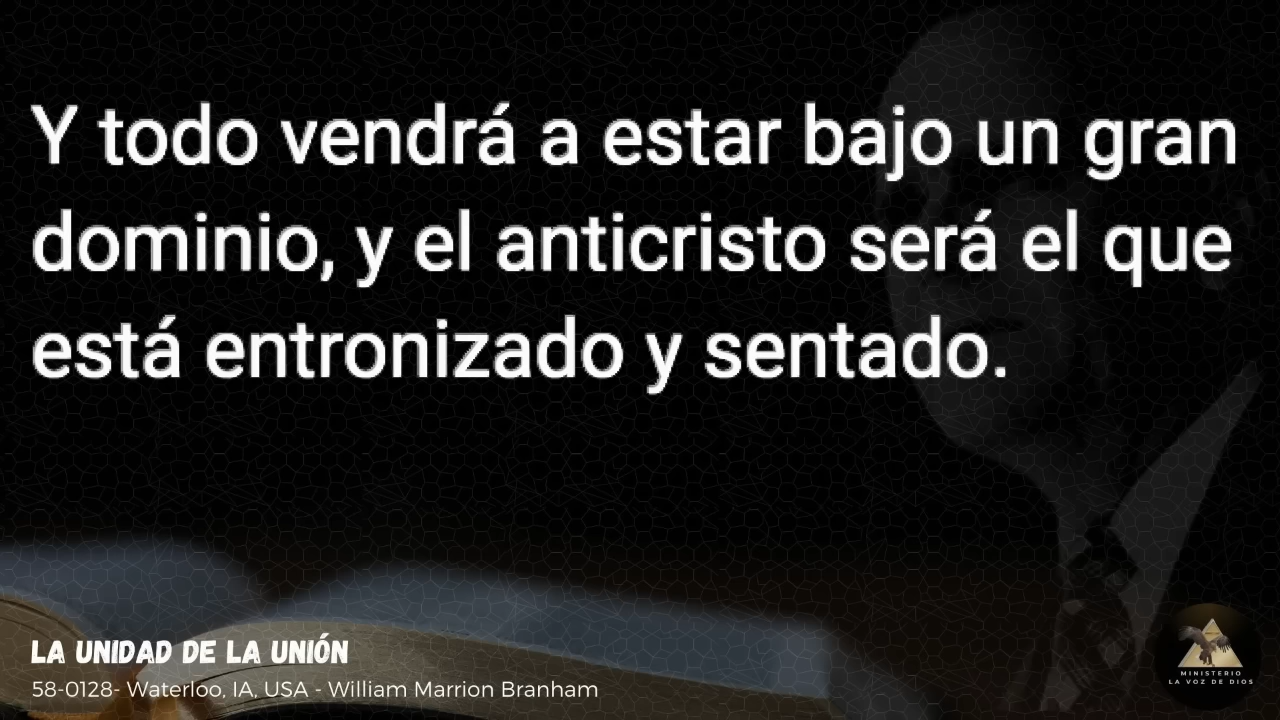 Y todo vendrá a estar bajo un gran
dominio, y el anticristo será el que
está entronizado y sentado.
LA UNIDAD DE LA UNIÓN
58-0128- Waterloo, IA, USA - William Marrion Branham
MINISTERIO
LA VOZ DE DIOS